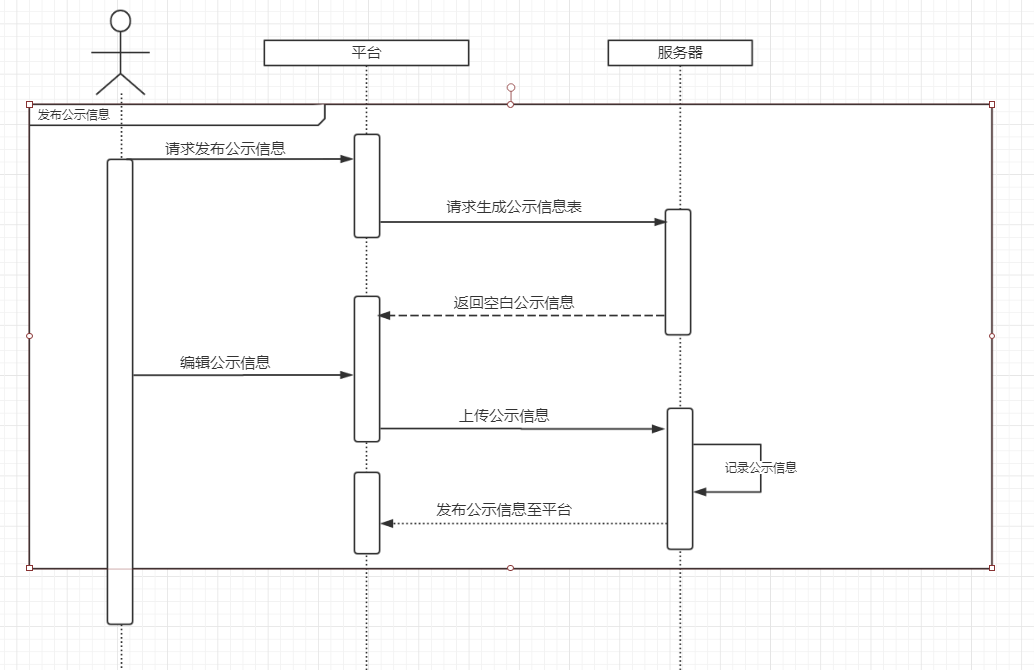 平台
服务器
发布公示信息
请求发布公示信息
请求生成公示信息表
返回空白公示信息
编辑公示信息
上传公示信息
记录公示信息
发布公示信息至平台